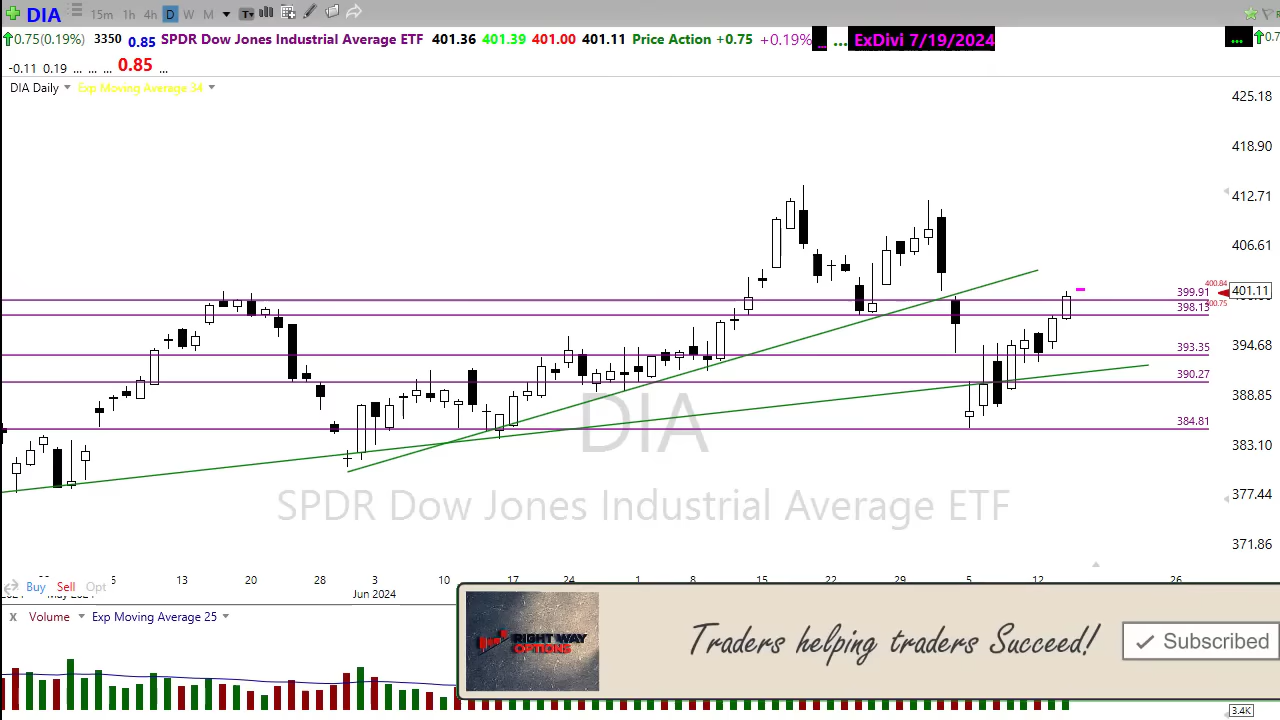 DIA 15m 1h 4h D W M T
0.75(0.19%) 3350 0.85 SPDR Dow Jones Industrial Average ETF 401.36 401.39 401.00 401.11 Price Action +0.75 +0.19% ... ... ExDivi 7/19/2024 ... 0.7
-0.11 0.19 ... ... ... 0.85 ...
DIA Daily Exp Moving Average 34
425.18
418.90
412.71
406.61
400.84
399.91 401.11
400.75
398.13
393.35 394.68
390.27
388.85
384.81
383.10
DIA
SPDR Dow Jones Industrial Average ETF
377.44
371.86
Buy Sell Opt
13 20 28 3 10 17 24 1 8 15 22 29 5 12 26
Jun 2024
X Volume Exp Moving Average 25
RIGHT WAY
OPTIONS
Traders helping traders Succeed!
Subscribed
3.4K